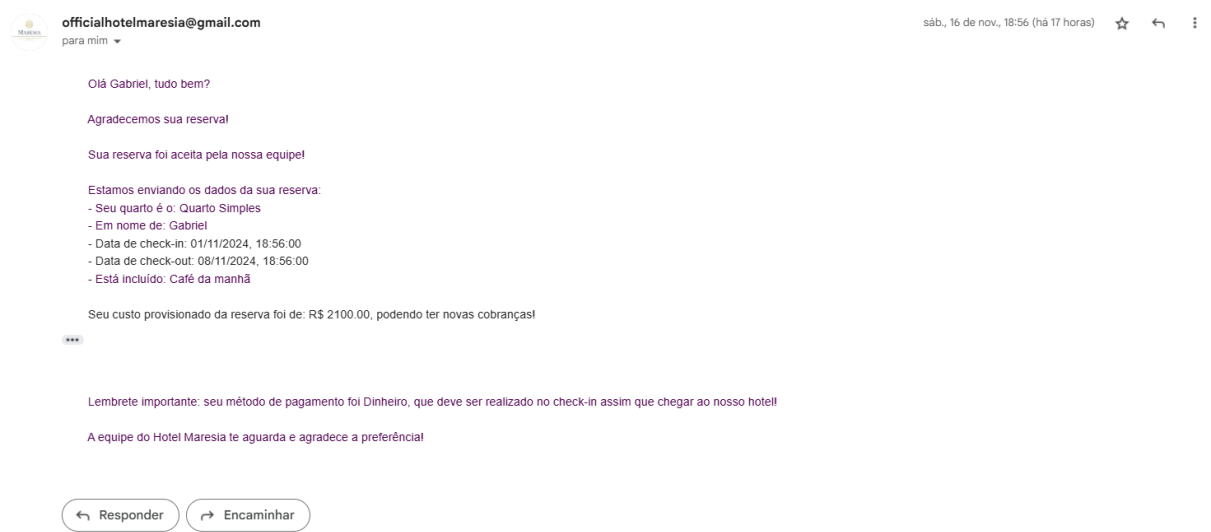 MARESIA
officialhotelmaresia@gmail.com
sáb., 16 de nov., 18:56 (há 17 horas)
para mim
Olá Gabriel, tudo bem?
Agradecemos sua reserva!
Sua reserva foi aceita pela nossa equipe!
Estamos enviando os dados da sua reserva:
- Seu quarto é o: Quarto Simples
- Em nome de: Gabriel
- Data de check-in: 01/11/2024, 18:56:00
- Data de check-out: 08/11/2024, 18:56:00
- Está incluído: Café da manhã
Seu custo provisionado da reserva foi de: R$ 2100.00, podendo ter novas cobranças!
Lembrete importante: seu método de pagamento foi Dinheiro, que deve ser realizado no check-in assim que chegar ao nosso hotel!
A equipe do Hotel Maresia te aguarda e agradece a preferência!
Responder
Encaminhar